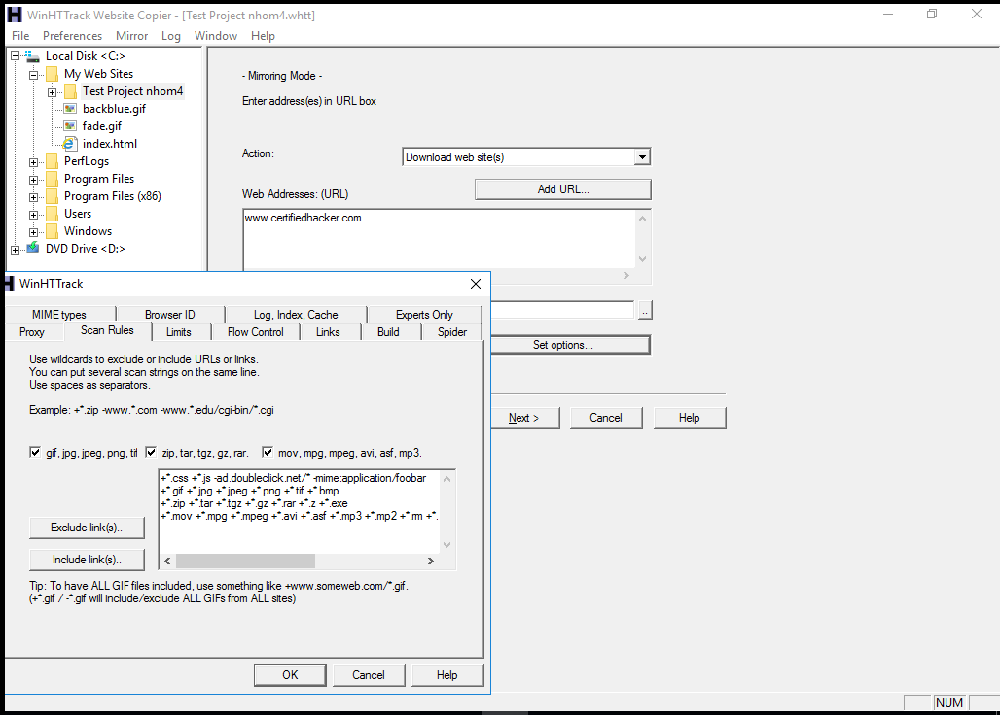 WinHTTrack Website Copier - [Test Project nhom4.whtt]
File Preferences Mirror Log Window Help
Local Disk <C:>
My Web Sites
Test Project nhom4
backblue.gif
fade.gif
index.html
PerfLogs
Program Files
Program Files (x86)
Users
Windows
DVD Drive <D:>
- Mirroring Mode -
Enter address(es) in URL box
Action:
Download web site(s)
Web Addresses: (URL)
Add URL...
www.certifiedhacker.com
..
Set options...
Next >
Cancel
Help
WinHTTrack
MIME types Browser ID Log, Index, Cache Experts Only
Proxy Scan Rules Limits Flow Control Links Build Spider
Use wildcards to exclude or include URLs or links.
You can put several scan strings on the same line.
Use spaces as separators.
Example: +*.zip -www.*.com -www.*.edu/cgi-bin/*.cgi
gif, jpg, jpeg, png, tif zip, tar, tgz, gz, rar. mov, mpg, mpeg, avi, asf, mp3.
+*.css +*.js -ad.doubleclick.net/* -mime:application/foobar
+*.gif +*.jpg +*.jpeg +*.png +*.tif +*.bmp
+*.zip +*.tar +*.tgz +*.gz +*.rar +*.z +*.exe
+*.mov +*.mpg +*.mpeg +*.avi +*.asf +*.mp3 +*.mp2 +*.rm +*.
Exclude link(s)..
Include link(s)..
Tip: To have ALL GIF files included, use something like +www.someweb.com/*.gif.
(+*.gif / -*.gif will include/exclude ALL GIFs from ALL sites)
OK
Cancel
Help
NUM